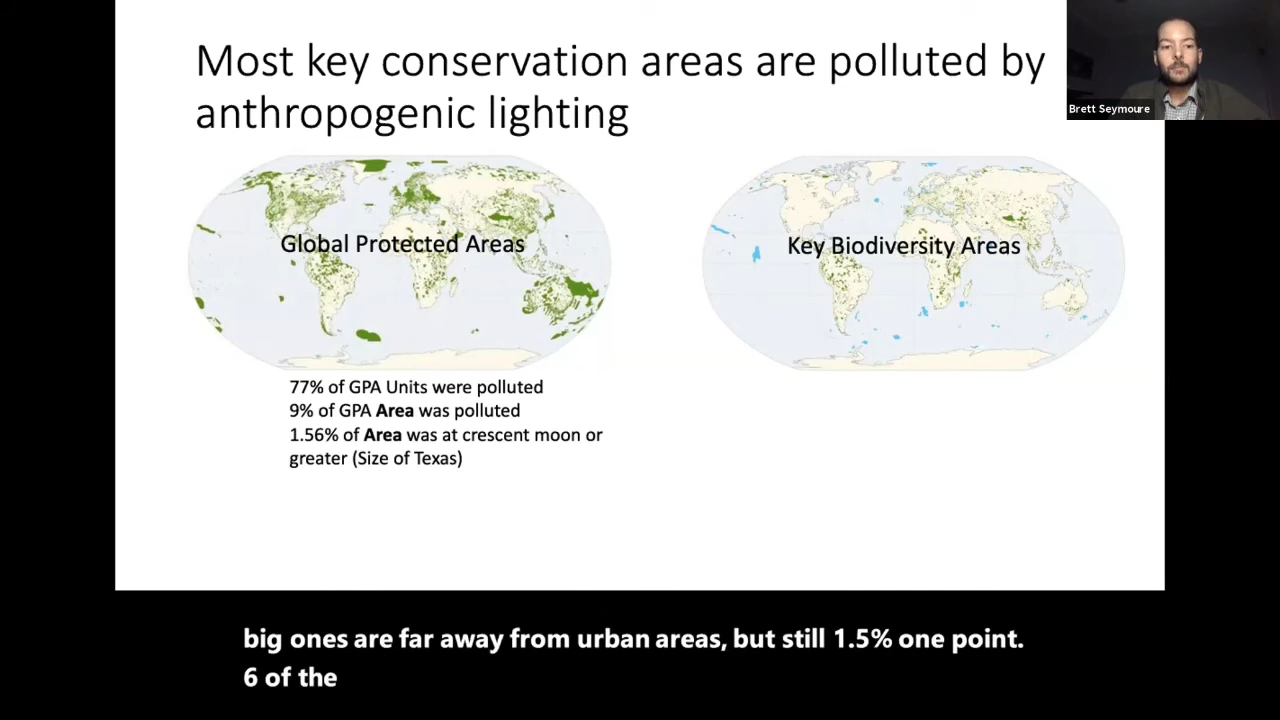 Most key conservation areas are polluted by
anthropogenic lighting
Brett Seymoure
Global Protected Areas
Key Biodiversity Areas
77% of GPA Units were polluted
9% of GPA Area was polluted
1.56% of Area was at crescent moon or
greater (Size of Texas)
big ones are far away from urban areas, but still 1.5% one point.
6 of the